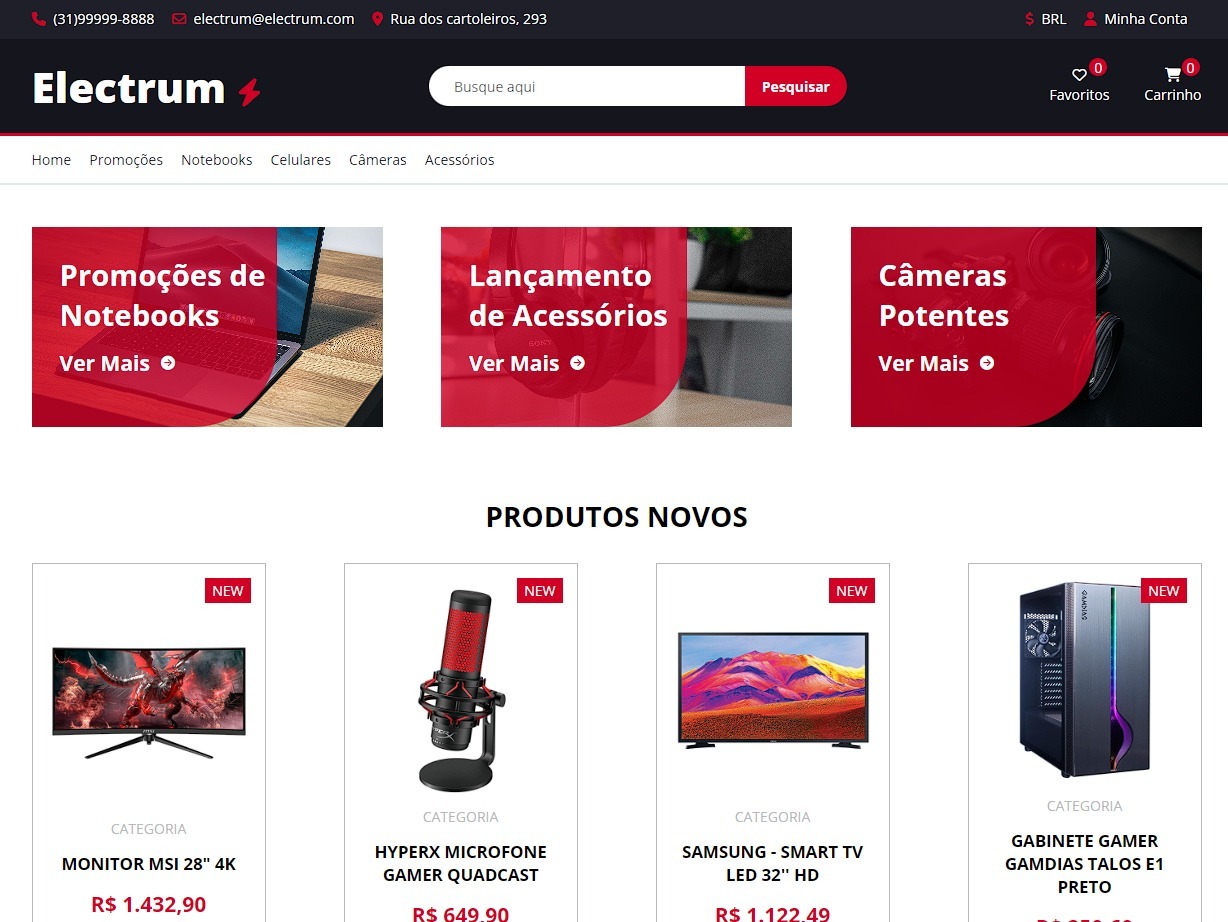 (31)99999-8888 electrum@electrum.com Rua dos cartoleiros, 293 $ BRL Minha Conta
Electrum
Busque aqui Pesquisar
0 0
Favoritos Carrinho
Home Promoções Notebooks Celulares Câmeras Acessórios
Promoções de
Notebooks
Ver Mais
Lançamento
de Acessórios
Ver Mais
SONY
Câmeras
Potentes
Ver Mais
PRODUTOS NOVOS
NEW
CATEGORIA
MONITOR MSI 28" 4K
R$ 1.432,90
NEW
CATEGORIA
HYPERX MICROFONE
GAMER QUADCAST
R$ 649,90
NEW
CATEGORIA
SAMSUNG - SMART TV
LED 32'' HD
R$ 1.122,49
NEW
GAMDIAS
CATEGORIA
GABINETE GAMER
GAMDIAS TALOS E1
PRETO